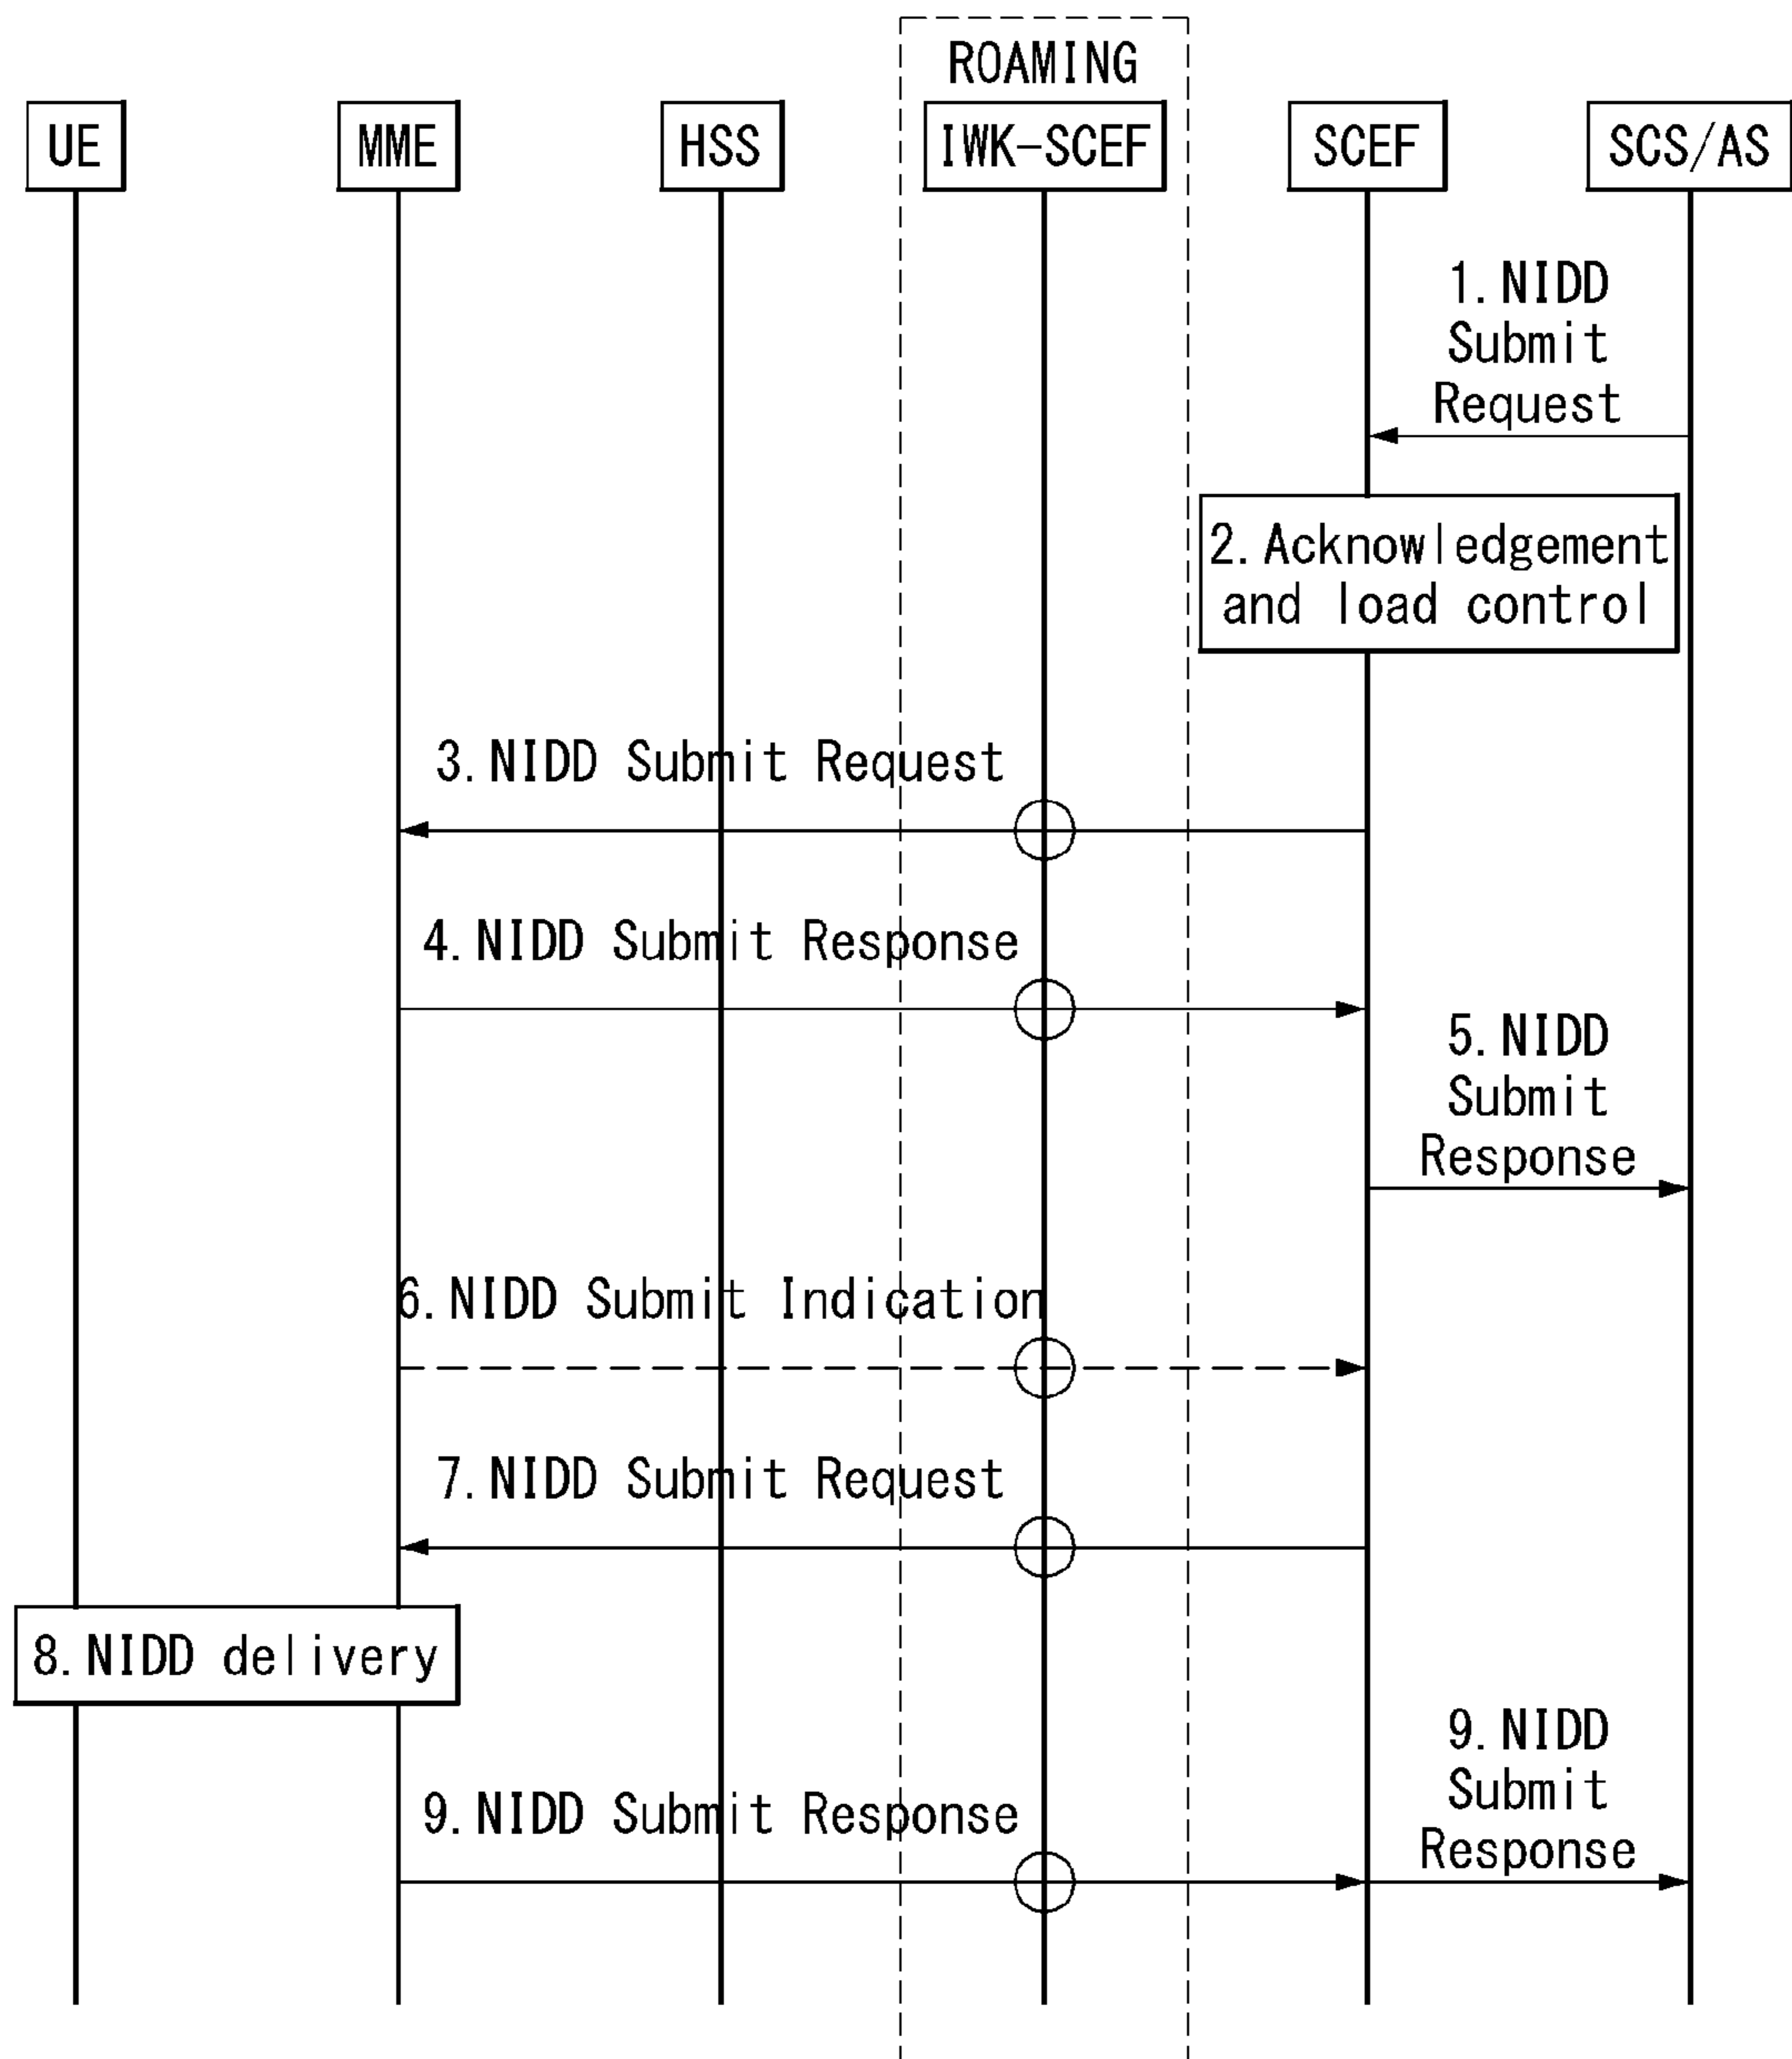 ROAMING
UE
MME
HSS
IWK-SCEF
SCEF
SCS/AS
1. NIDD
Submit
Request
2. Acknowledgement
and load control
3. NIDD Submit Request
4. NIDD Submit Response
5. NIDD
Submit
Response
6. NIDD Submit Indication
7. NIDD Submit Request
8. NIDD delivery
9. NIDD Submit Response
9. NIDD
Submit
Response